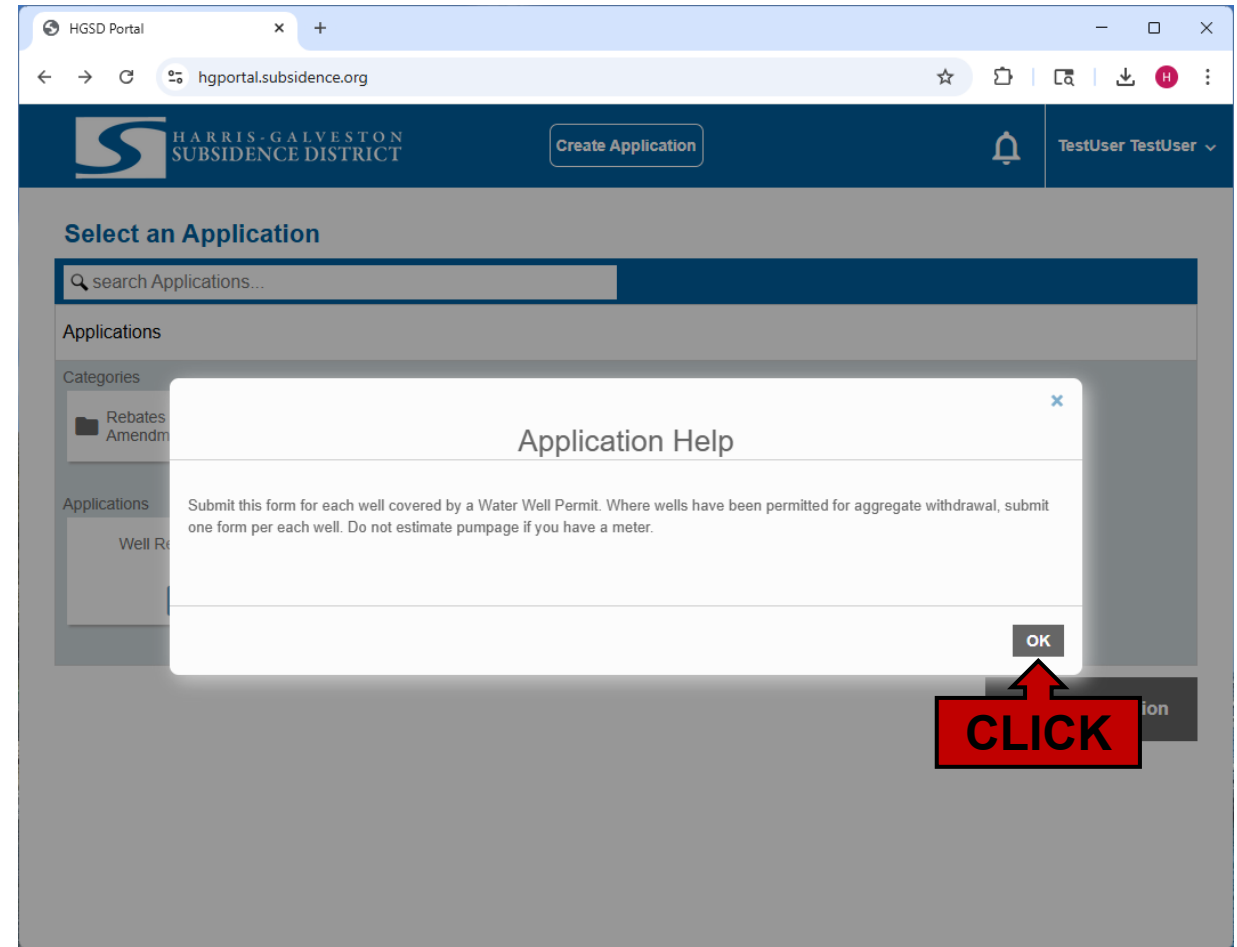 HGSD Portal
hgportal.subsidence.org
H
HARRIS-GALVESTON
SUBSIDENCE DISTRICT
Create Application
TestUser TestUser
Select an Application
search Applications...
Applications
Categories
Rebates
Application Help
Applications
Submit this form for each well covered by a Water Well Permit. Where wells have been permitted for aggregate withdrawal, submit
one form per each well. Do not estimate pumpage if you have a meter.
Well
OK
CLICK